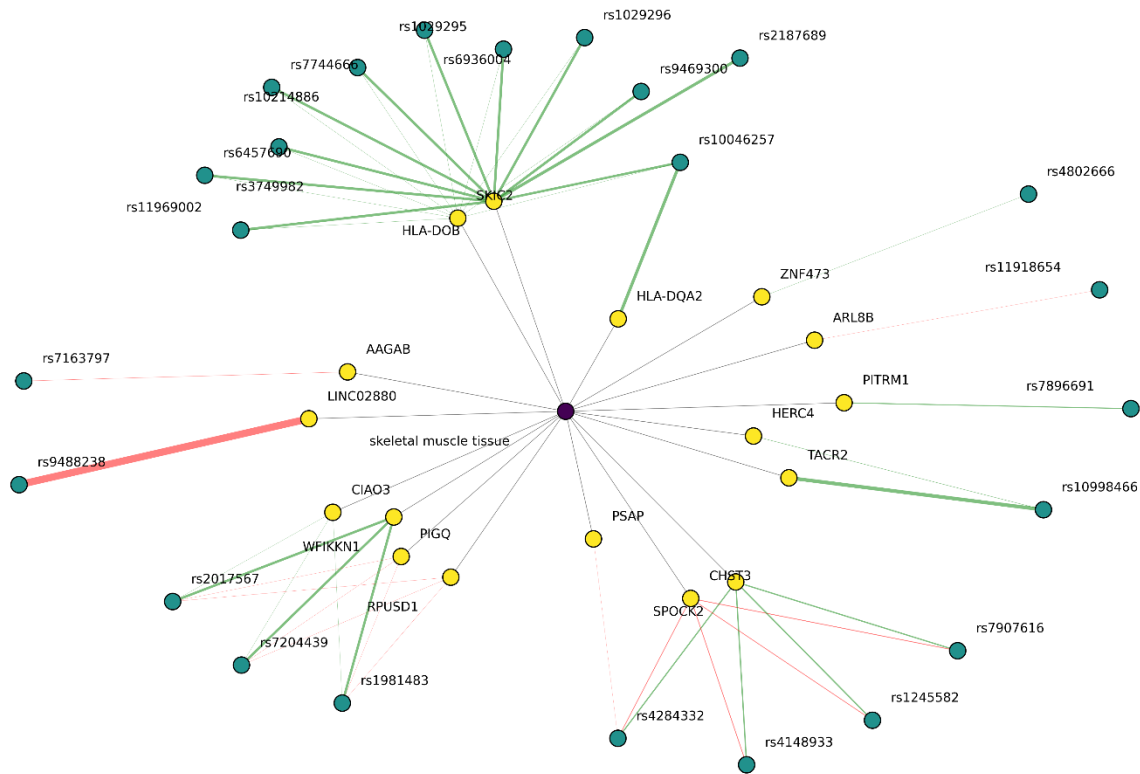 rs1029295
rs1029296
rs6936004
rs2187689
rs7744666
rs9469300
rs10214886
rs10046257
rs6457690
rs4802666
rs3749982
SKIC2
rs11969002
HLA-DOB
rs11918654
ZNF473
HLA-DQA2
ARL8B
rs7163797
AAGAB
PITRM1
rs7896691
LINC02880
HERC4
skeletal muscle tissue
TACR2
rs9488238
rs10998466
CIAO3
PSAP
WFIKKN1
PIGQ
rs2017567
CHST3
RPUSD1
SPOCK2
rs7907616
rs7204439
rs1981483
rs1245582
rs4284332
rs4148933